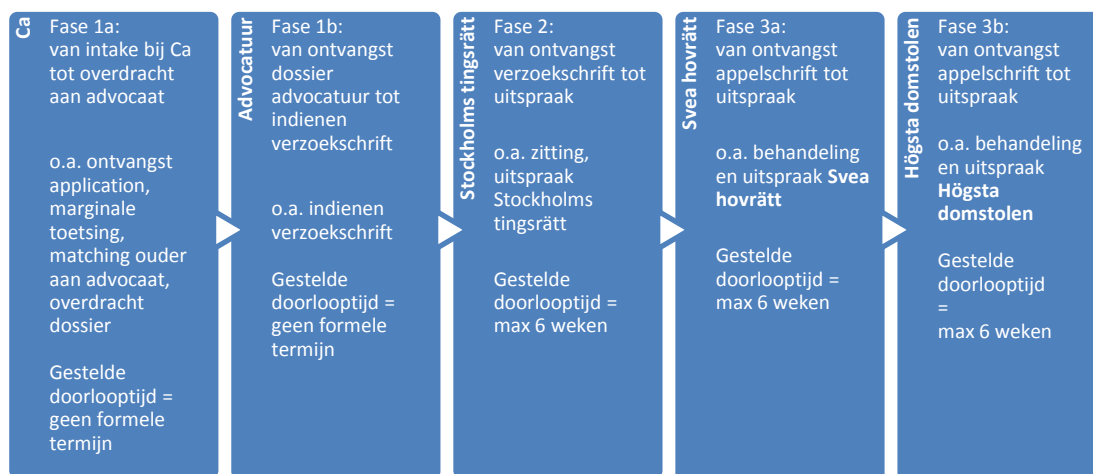 Ca
Fase 1a:
van intake bij Ca
tot overdracht
aan advocaat
o.a. ontvangst
application,
marginale
toetsing,
matching ouder
aan advocaat,
overdracht
dossier
Gestelde
doorlooptijd =
geen formele
termijn
Advocatuur
Fase 1b:
van ontvangst
dossier
advocatuur tot
indienen
verzoekschrift
o.a. indienen
verzoekschrift
Gestelde
doorlooptijd =
geen formele
termijn
Stockholms tingsrätt
Fase 2:
van ontvangst
verzoekschrift tot
uitspraak
o.a. zitting,
uitspraak
Stockholms
tingsrätt
Gestelde
doorlooptijd =
max 6 weken
Svea hovrätt
Fase 3a:
van ontvangst
appelschrift tot
uitspraak
o.a. behandeling
en uitspraak Svea
hovrätt
Gestelde
doorlooptijd =
max 6 weken
Högsta domstolen
Fase 3b:
van ontvangst
appelschrift tot
uitspraak
o.a. behandeling
en uitspraak
Högsta
domstolen
Gestelde
doorlooptijd
=
max 6 weken